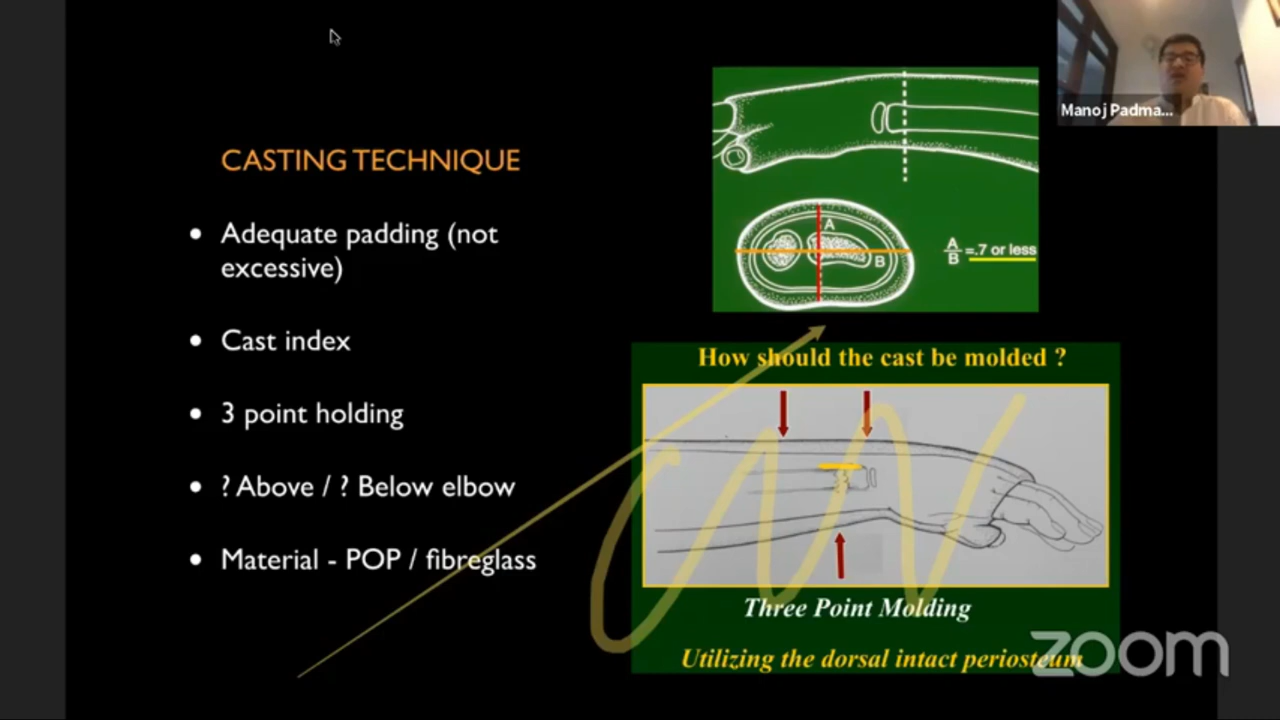 Manoj Padma...
CASTING TECHNIQUE
• Adequate padding (not
excessive)
• Cast index
• 3 point holding
• ? Above / ? Below elbow
• Material - POP / fibreglass
A
B
A/B =.7 or less
How should the cast be molded ?
Three Point Molding
Utilizing the dorsal intact periosteum
zoom